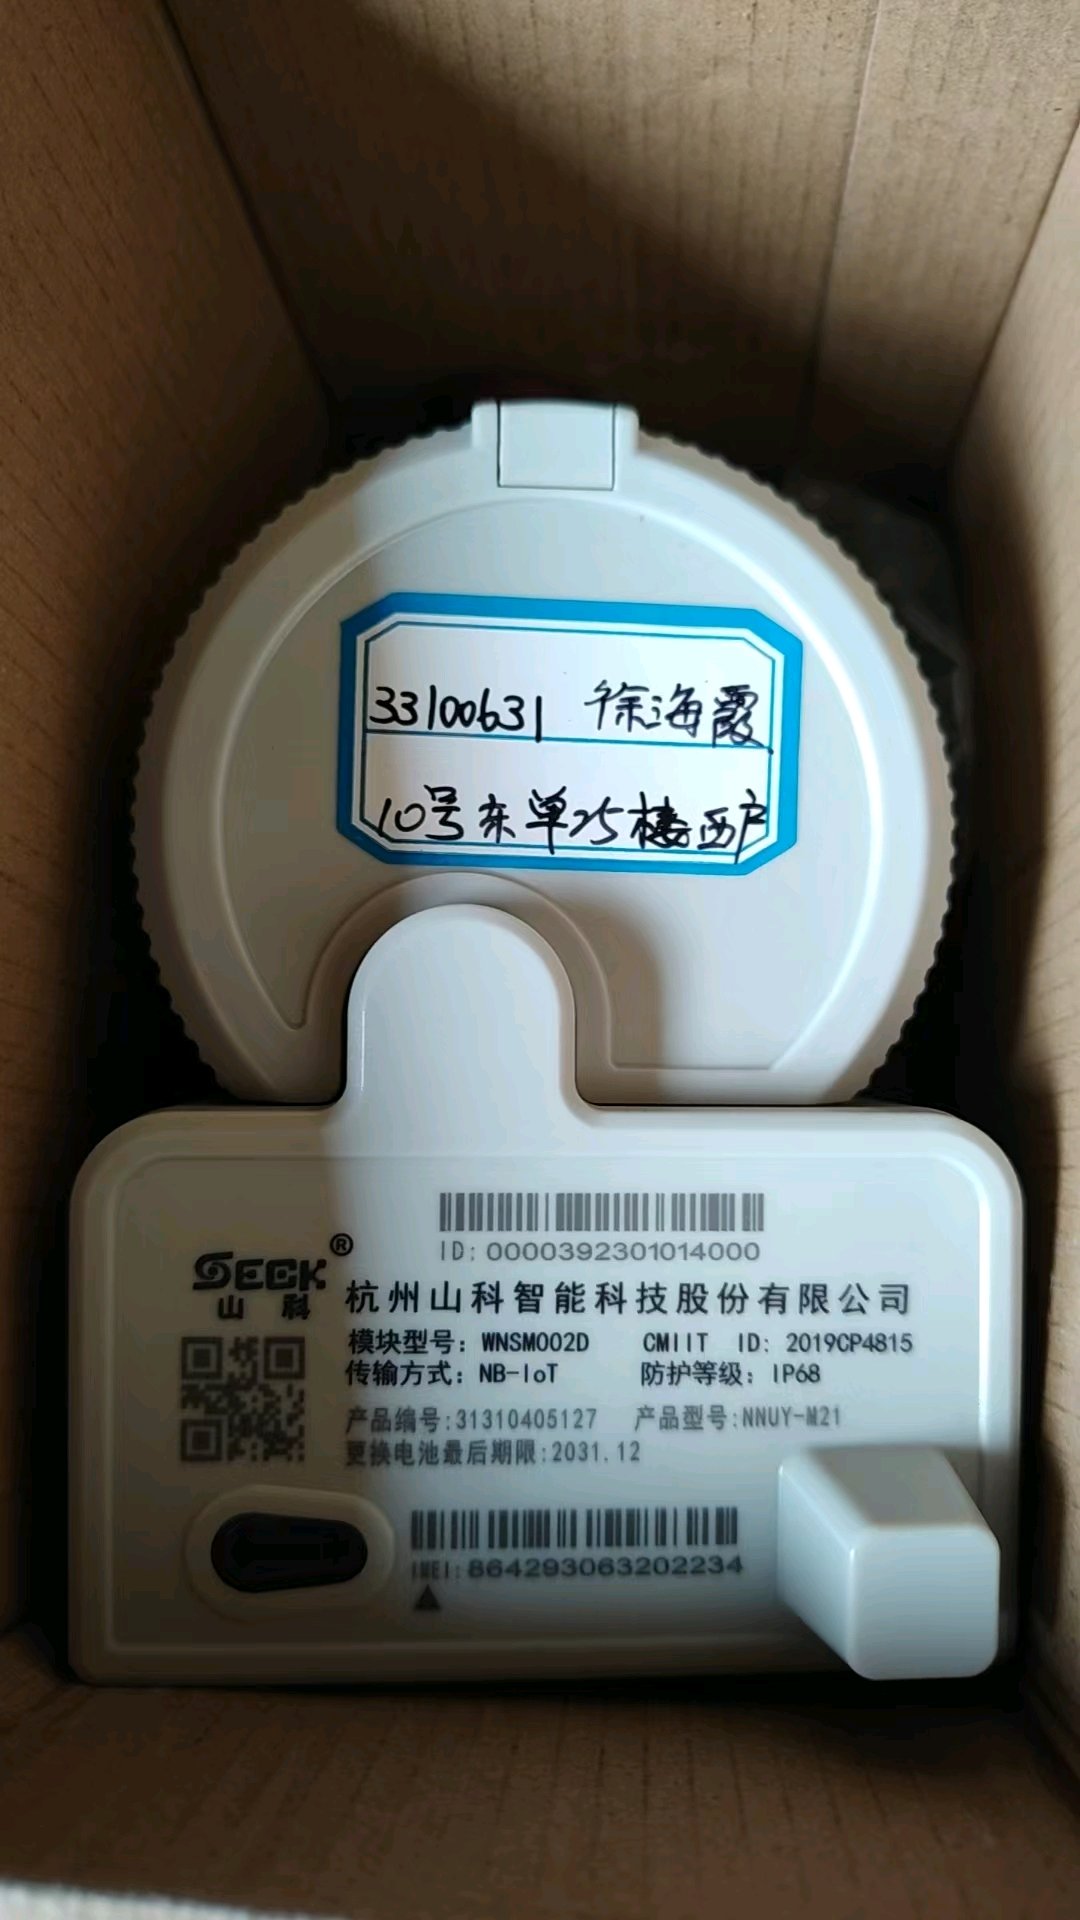 33100631 徐海霞
10号东单25楼西户
ID: 0000392301014000
SECK®
山科
杭州山科智能科技股份有限公司
模块型号: WNSM002D CMIIT ID: 2019CP4815
传输方式: NB-IoT 防护等级: IP68
产品编号:31310405127 产品型号:NNUY-M21
更换电池最后期限:2031.12
IMEI:864293063202234